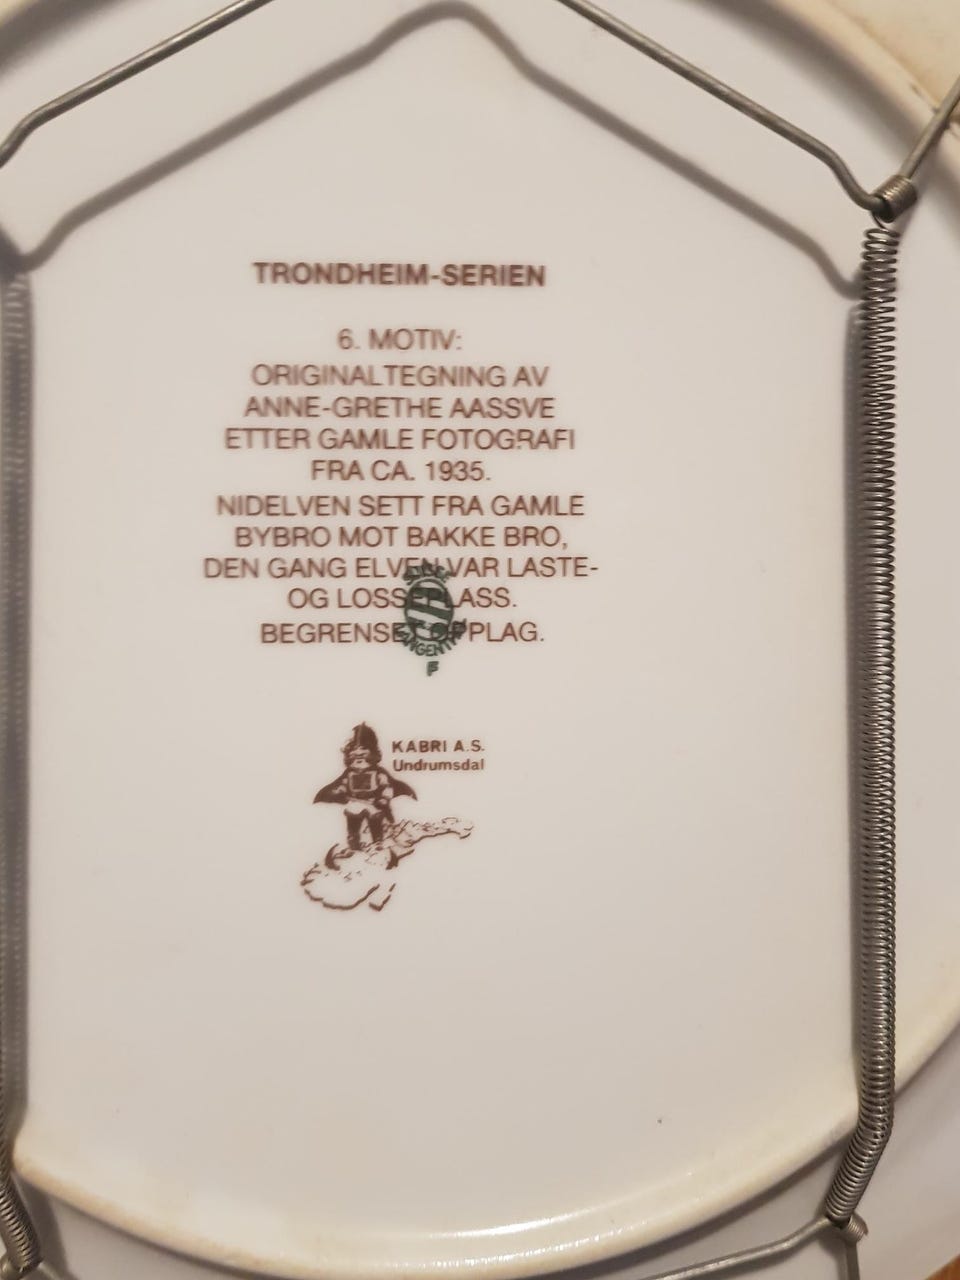 TRONDHEIM-SERIEN
6. MOTIV:
ORIGINALTEGNING AV
ANNE-GRETHE AASSVE
ETTER GAMLE FOTOGRAFI
FRA CA. 1935.
NIDELVEN SETT FRA GAMLE
BYBRO MOT BAKKE BRO,
DEN GANG ELVEN VAR LASTE-
OG LOSSEPLASS.
BEGRENSET OPPLAG.
KABRI A.S.
Undrumsdal